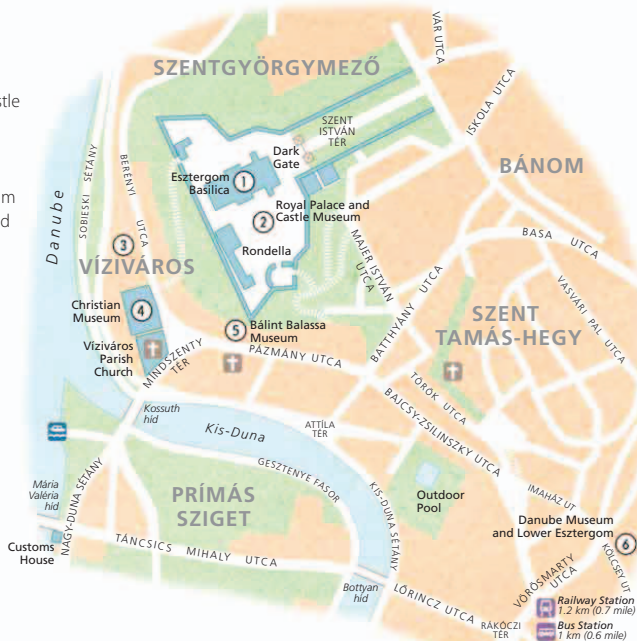 stle
um
d
SZENTGYÖRGYMEZŐ
VÁR UTCA
ISKOLA UTCA
SZENT
ISTVÁN
TÉR
Dark
Gate
BÁNOM
Esztergom
Basilica
1
Royal Palace and
Castle Museum
2
Rondella
Danube
SOBIESKI SÉTÁNY
BERÉNYI UTCA
3
VÍZIVÁROS
MAJER ISTVÁN
UTCA
BASA UTCA
VASVÁRI PAL UTCA
BATTHYÁNY UTCA
SZENT
TAMÁS-HEGY
Christian
Museum
4
5
Bálint Balassa
Museum
Víziváros
Parish
Church
MINDSZENTY
TÉR
PÁZMÁNY UTCA
TÖRÖK UTCA
BAJCSY-ZSILINSZKY UTCA
Kossuth
híd
Kis-Duna
ATTÍLA
TÉR
GESZTENYE FASOR
KIS-DUNA SÉTÁNY
Outdoor
Pool
IMAHÁZ UT
Mária
Valéria
híd
NAGY-DUNA SÉTÁNY
PRÍMÁS
SZIGET
Danube Museum
and Lower Esztergom
6
KÖLCSEY UT
Customs
House
TÁNCSICS MIHALY UTCA
Bottyan
híd
LŐRINCZ UTCA
VÖRÖSMARTY
UTCA
RÁKÓCZI
TÉR
Railway Station
1.2 km (0.7 mile)
Bus Station
1 km (0.6 mile)